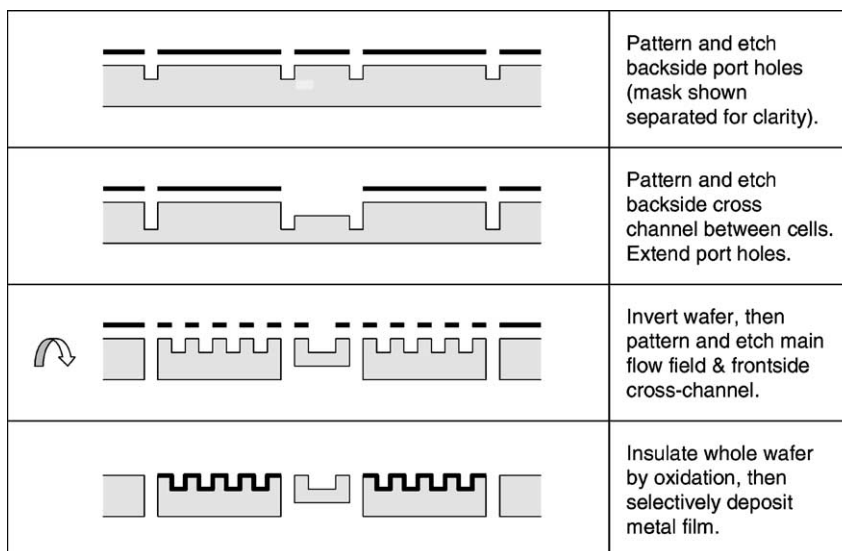 Pattern and etch
backside port holes
(mask shown
separated for clarity).
Pattern and etch
backside cross
channel between cells.
Extend port holes.
Invert wafer, then
pattern and etch main
flow field & frontside
cross-channel.
Insulate whole wafer
by oxidation, then
selectively deposit
metal film.